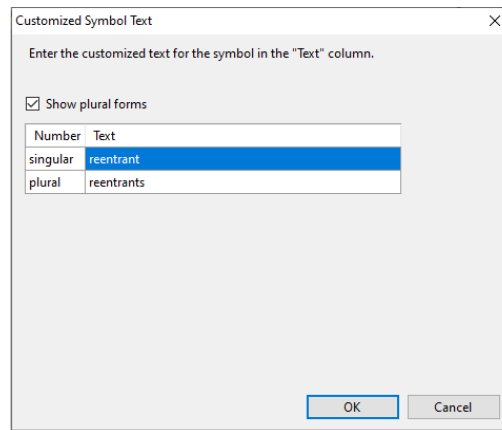 Customized Symbol Text
Enter the customized text for the symbol in the "Text" column.
Show plural forms
Number Text
singular reentrant
plural reentrants
OK Cancel